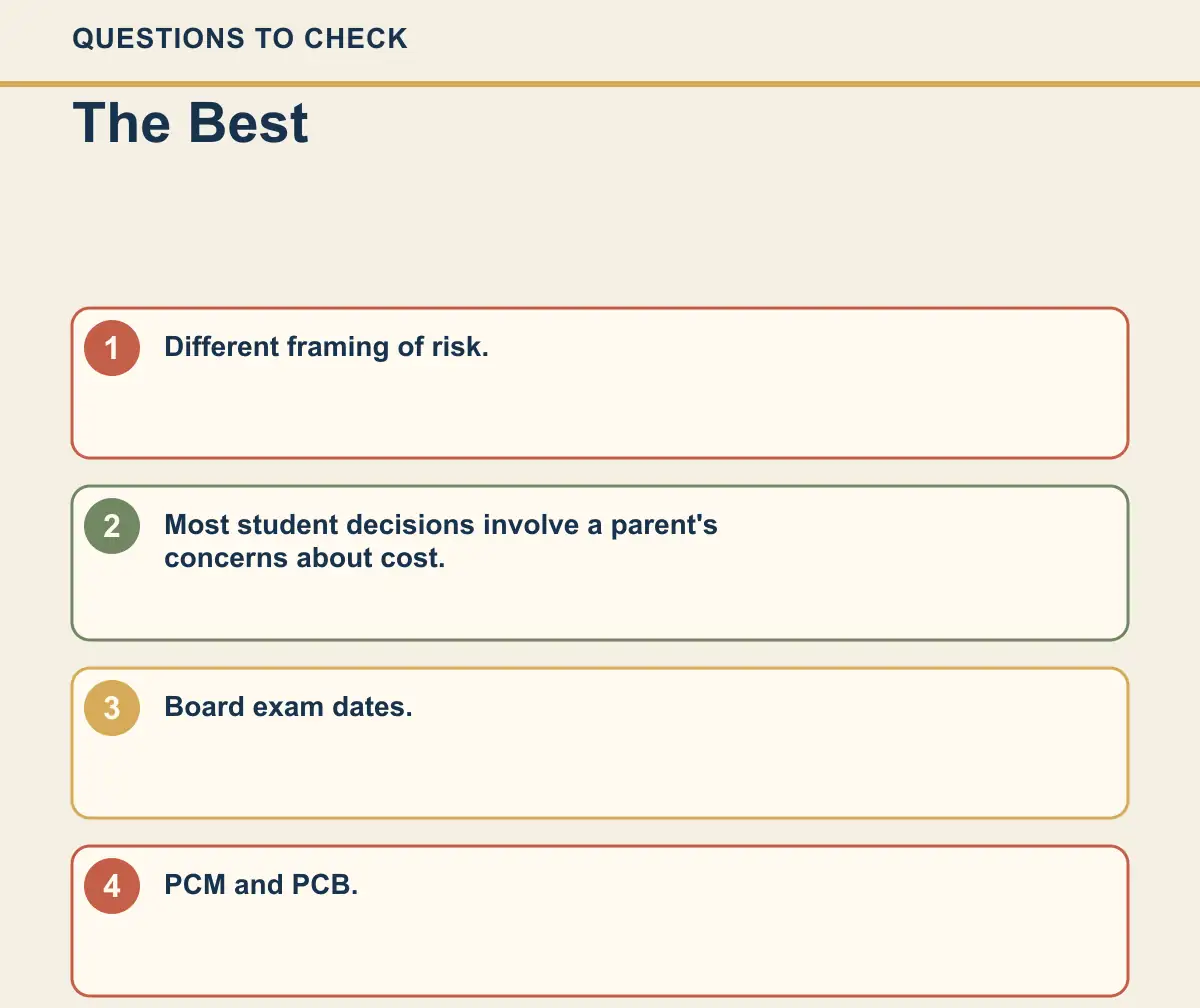 QUESTIONS TO CHECK
The Best
1
Different framing of risk.
2
Most student decisions involve a parent's
concerns about cost.
3
Board exam dates.
4
PCM and PCB.